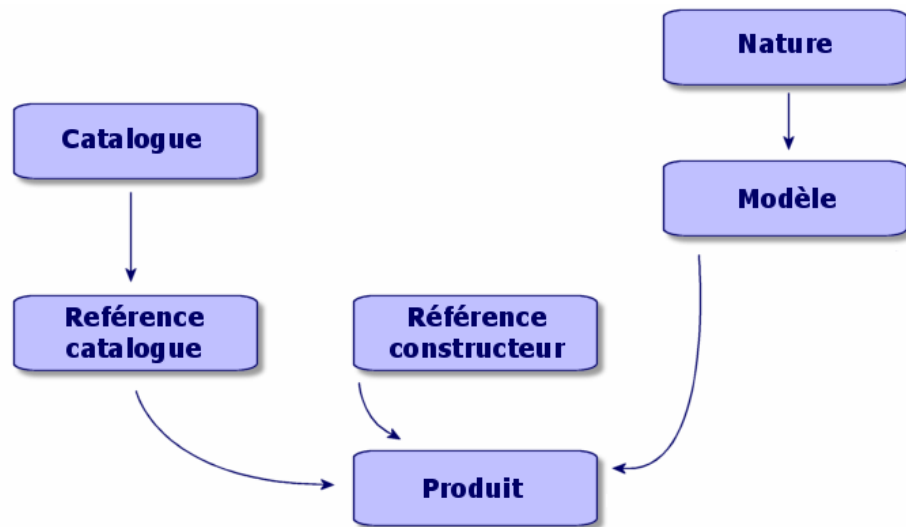 Nature
Catalogue
Modèle
Reférence
catalogue
Référence
constructeur
Produit